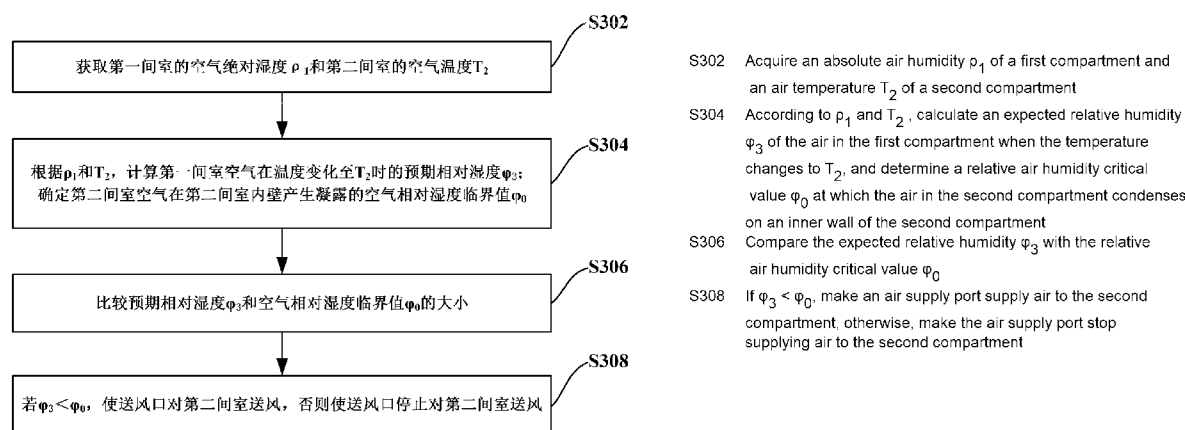 S302
获取第一间室的空气绝对湿度ρ₁和第二间室的空气温度T₂
S304
根据ρ₁和T₂，计算第一间室空气在温度变化至T₂时的预期相对湿度φ₃；
确定第二间室空气在第二间室内壁产生凝露的空气相对湿度临界值φ₀
S306
比较预期相对湿度φ₃和空气相对湿度临界值φ₀的大小
S308
若φ₃＜φ₀，使送风口对第二间室送风，否则使送风口停止对第二间室送风
S302 Acquire an absolute air humidity ρ₁ of a first compartment and
an air temperature T₂ of a second compartment
S304 According to ρ₁ and T₂ , calculate an expected relative humidity
φ₃ of the air in the first compartment when the temperature
changes to T₂, and determine a relative air humidity critical
value φ₀ at which the air in the second compartment condenses
on an inner wall of the second compartment
S306 Compare the expected relative humidity φ₃ with the relative
air humidity critical value φ₀
S308 If φ₃ < φ₀, make an air supply port supply air to the second
compartment, otherwise, make the air supply port stop
supplying air to the second compartment